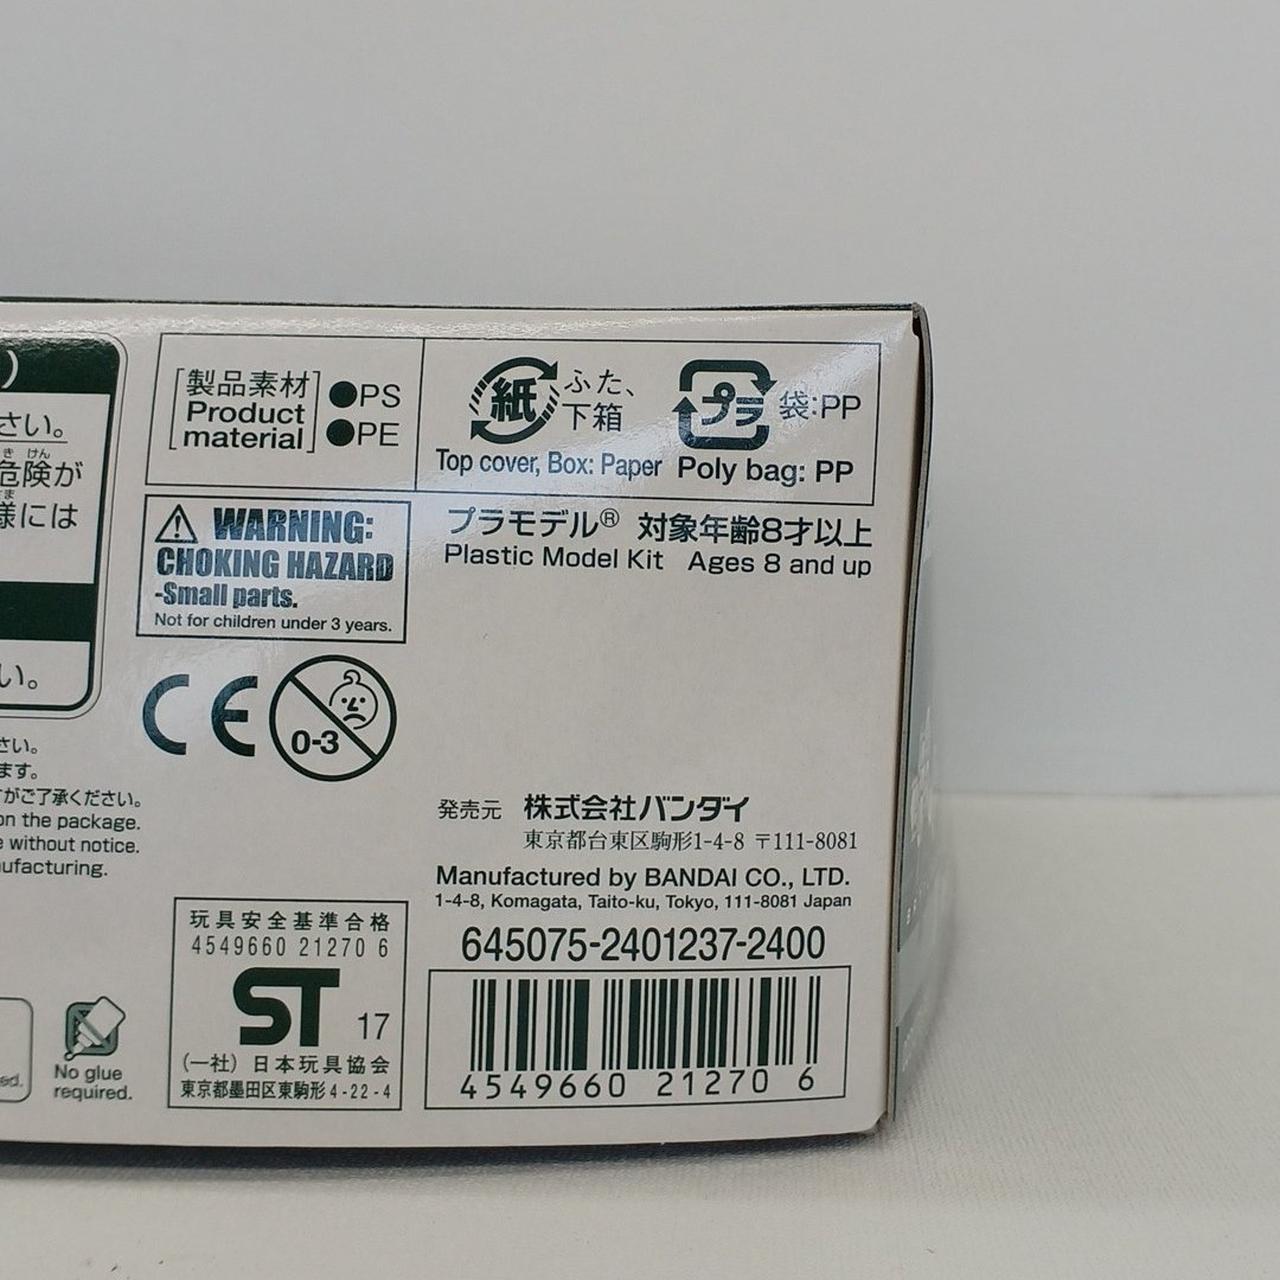 )
さい。
き けん
危険が
さま
様には
い。
さい。
ます。
がご了承ください。
on the package.
e without notice.
nufacturing.
ed.
No glue
required.
[製品素材] ●PS
[Product material] ●PE
紙 ふた、
下箱
プラ 袋:PP
Top cover, Box: Paper Poly bag: PP
WARNING:
CHOKING HAZARD
-Small parts.
Not for children under 3 years.
プラモデル® 対象年齢8才以上
Plastic Model Kit Ages 8 and up
CE
0-3
発売元 株式会社バンダイ
東京都台東区駒形1-4-8 〒111-8081
Manufactured by BANDAI CO., LTD.
1-4-8, Komagata, Taito-ku, Tokyo, 111-8081 Japan
玩具安全基準合格
4549660 21270 6
ST 17
(一社) 日本玩具協会
東京都墨田区東駒形4-22-4
645075-2401237-2400
4549660 21270 6